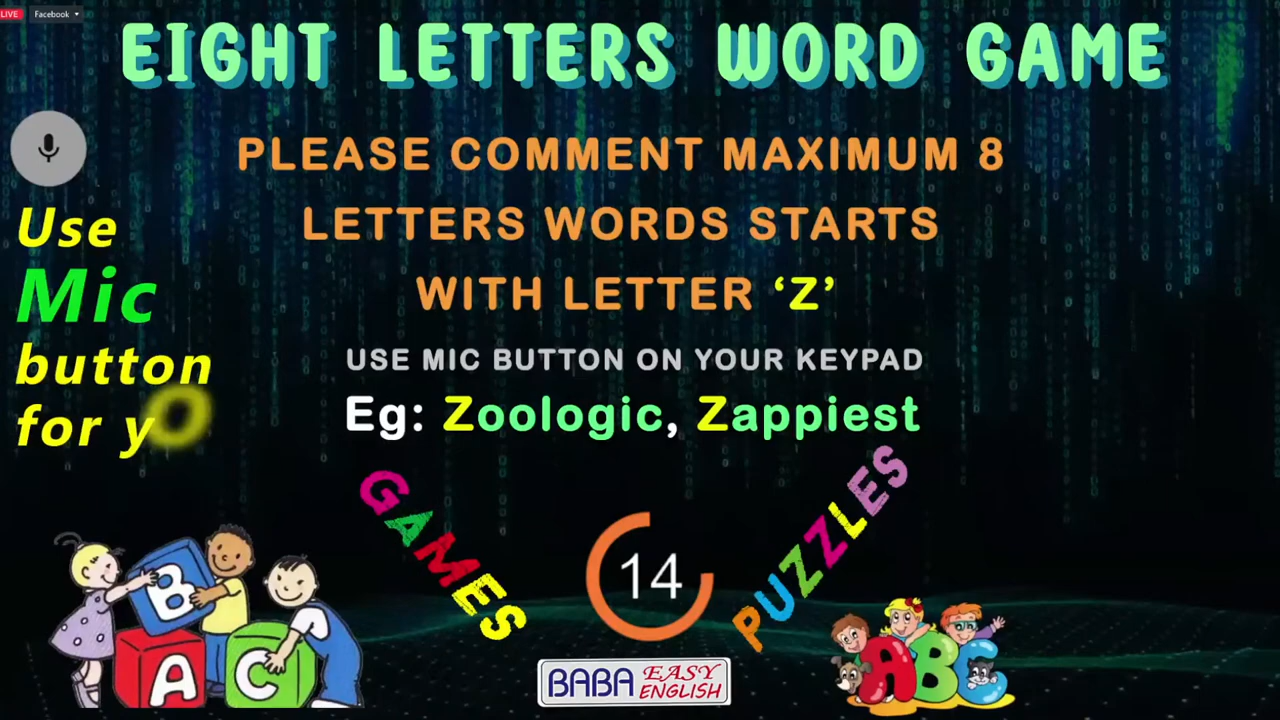 LIVE
Facebook
EIGHT LETTERS WORD GAME
PLEASE COMMENT MAXIMUM 8
LETTERS WORDS STARTS
WITH LETTER ‘Z’
USE MIC BUTTON ON YOUR KEYPAD
Eg: Zoologic, Zappiest
Use
Mic
button
for yo
GAMES
14
PUZZLES
B
A C
BABA EASY
ENGLISH
ABC